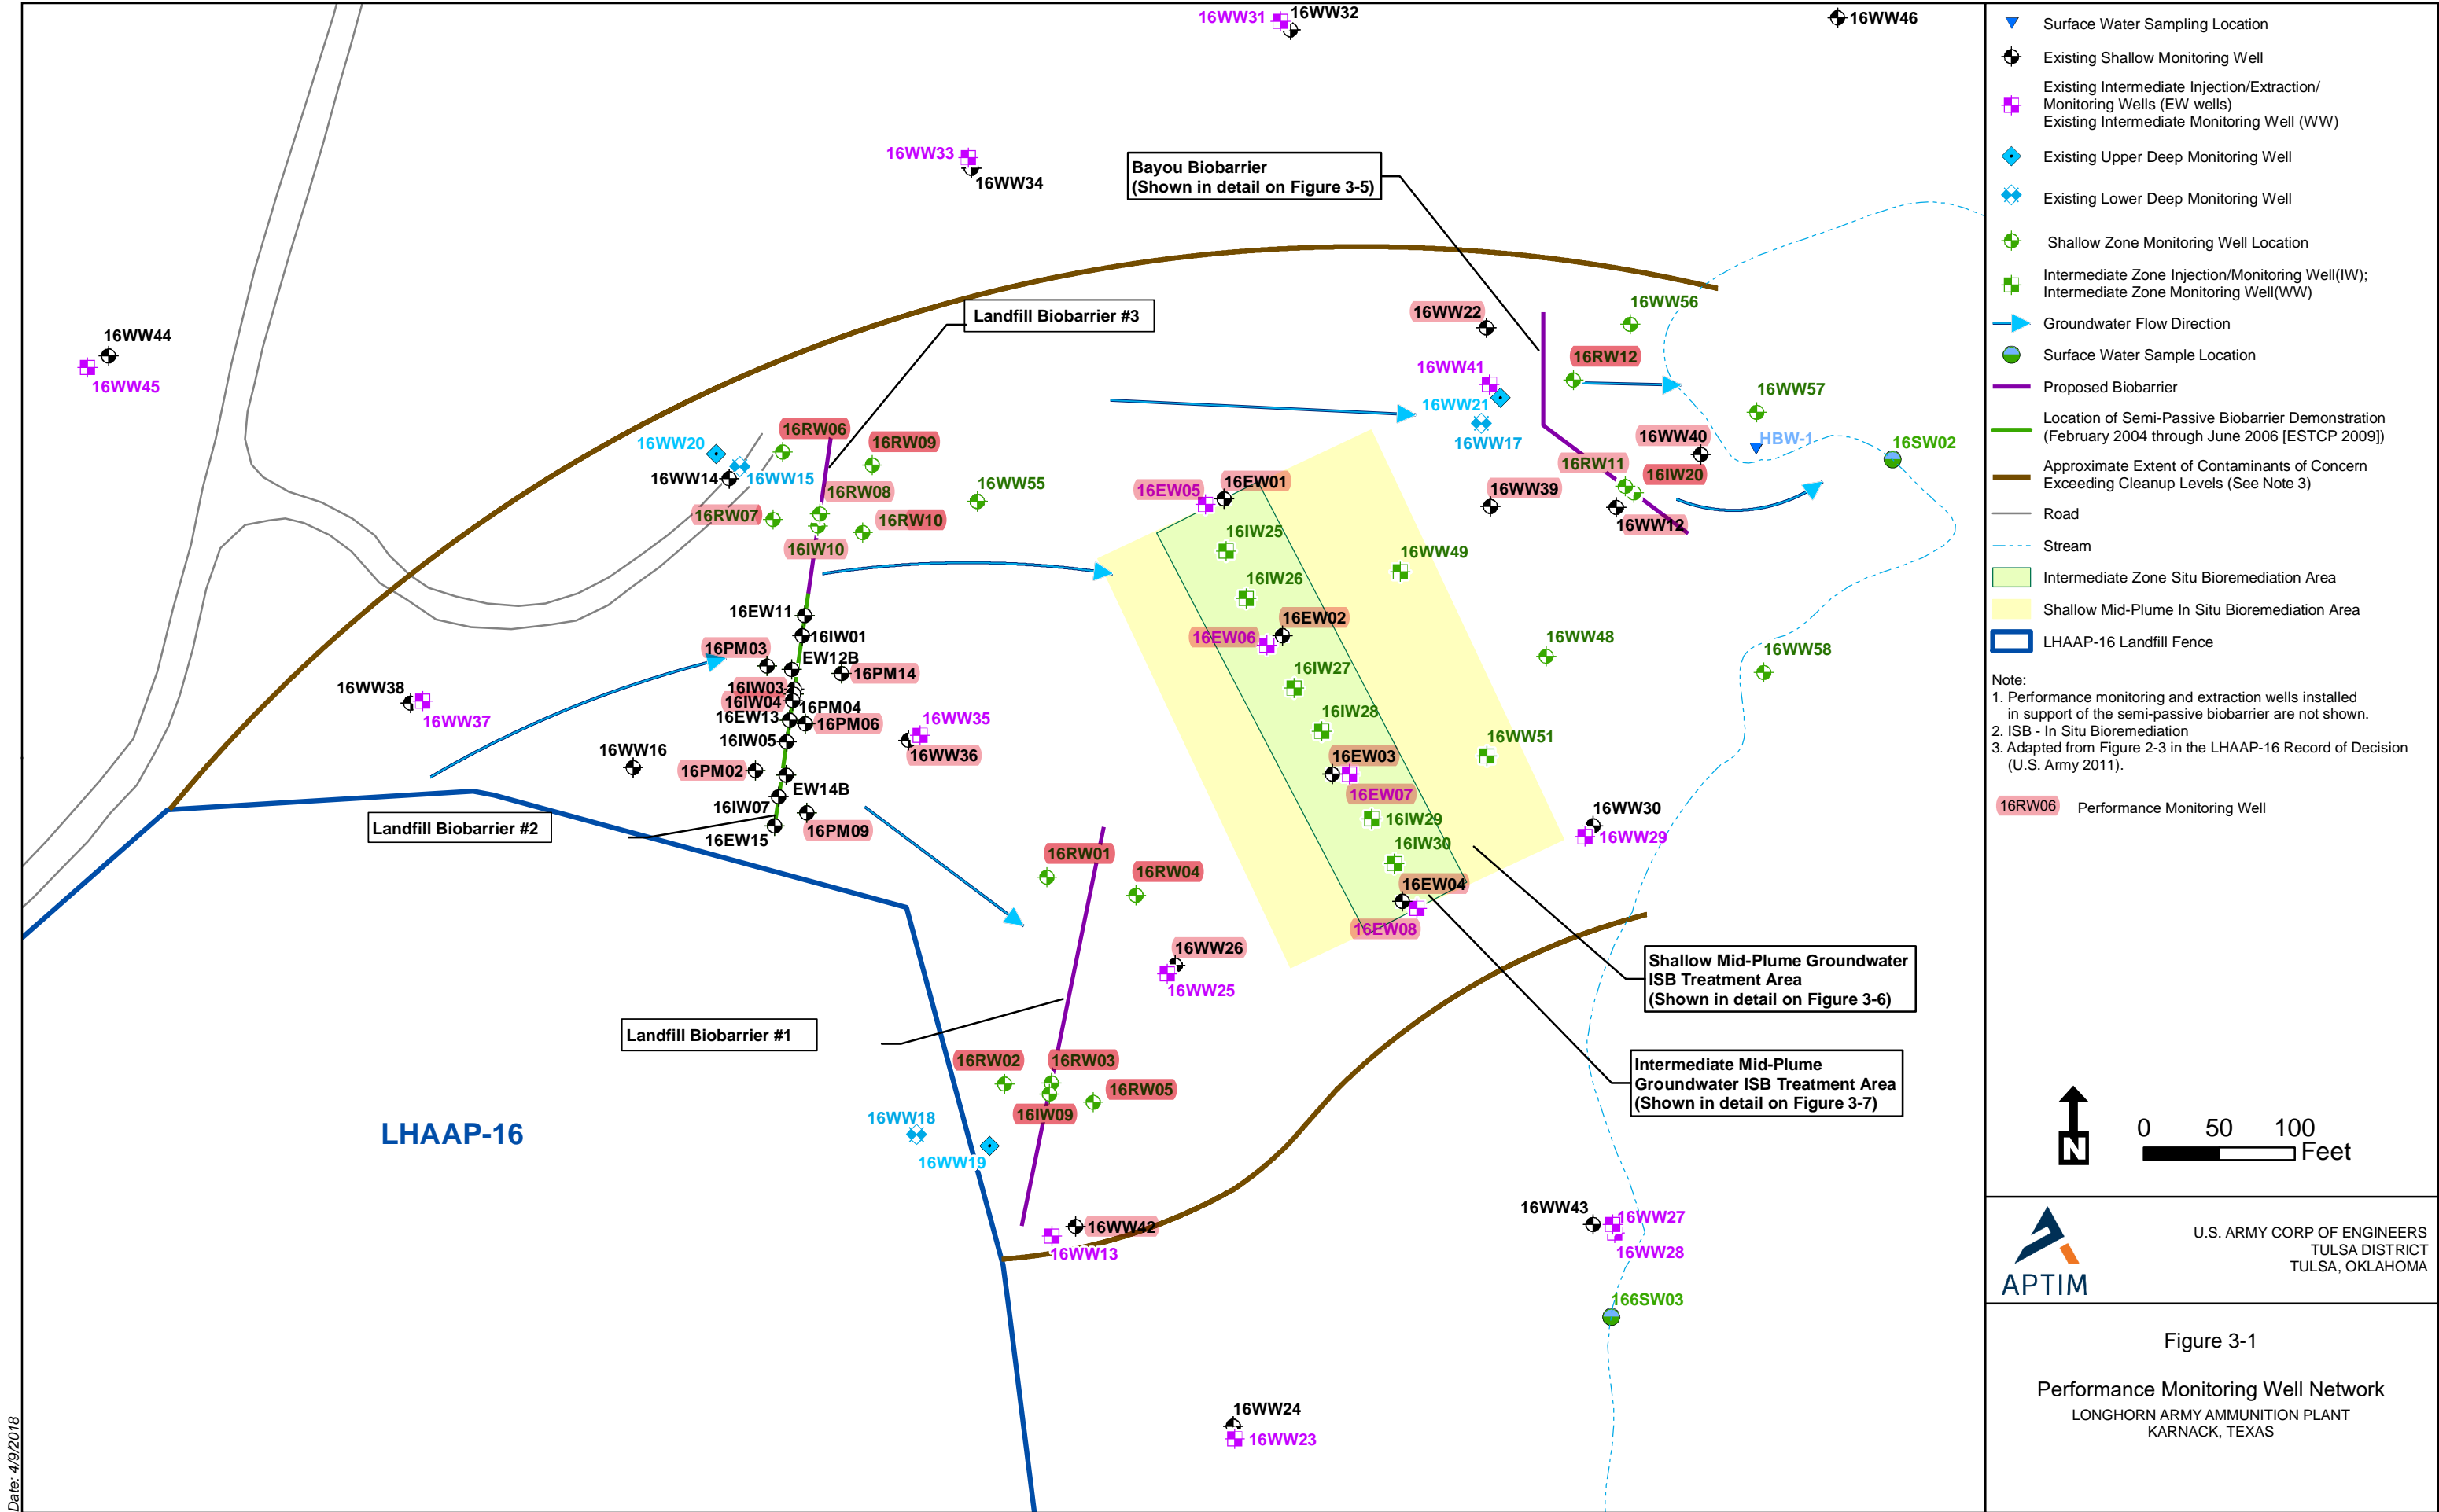 16WW31
16WW32
16WW46
16WW33
16WW34
Bayou Biobarrier
(Shown in detail on Figure 3-5)
Landfill Biobarrier #3
16WW44
16WW45
16WW22
16WW56
16RW12
16WW41
16WW21
16WW17
16WW57
16WW40
HBW-1
16SW02
16RW11
16IW20
16WW39
16WW12
16WW20
16RW06
16RW09
16WW14
16WW15
16RW08
16WW55
16RW07
16RW10
16IW10
16EW05
16EW01
16IW25
16WW49
16IW26
16EW11
16IW01
16EW02
16EW06
16WW48
16WW58
16PM03
EW12B
16PM14
16IW03
16IW04
16PM04
16EW13
16PM06
16IW05
16IW27
16IW28
16WW38
16WW37
16WW35
16WW36
16WW16
16PM02
16WW51
16EW03
16EW07
EW14B
16IW07
16PM09
16EW15
Landfill Biobarrier #2
16IW29
16IW30
16WW30
16WW29
16RW01
16RW04
16EW04
16EW08
16WW26
16WW25
Shallow Mid-Plume Groundwater
ISB Treatment Area
(Shown in detail on Figure 3-6)
Landfill Biobarrier #1
Intermediate Mid-Plume
Groundwater ISB Treatment Area
(Shown in detail on Figure 3-7)
16RW02
16RW03
16RW05
16IW09
16WW18
16WW19
LHAAP-16
16WW42
16WW13
16WW43
16WW27
16WW28
166SW03
16WW24
16WW23
Date: 4/9/2018
Surface Water Sampling Location
Existing Shallow Monitoring Well
Existing Intermediate Injection/Extraction/
Monitoring Wells (EW wells)
Existing Intermediate Monitoring Well (WW)
Existing Upper Deep Monitoring Well
Existing Lower Deep Monitoring Well
Shallow Zone Monitoring Well Location
Intermediate Zone Injection/Monitoring Well(IW);
Intermediate Zone Monitoring Well(WW)
Groundwater Flow Direction
Surface Water Sample Location
Proposed Biobarrier
Location of Semi-Passive Biobarrier Demonstration
(February 2004 through June 2006 [ESTCP 2009])
Approximate Extent of Contaminants of Concern
Exceeding Cleanup Levels (See Note 3)
Road
Stream
Intermediate Zone Situ Bioremediation Area
Shallow Mid-Plume In Situ Bioremediation Area
LHAAP-16 Landfill Fence
Note:
1. Performance monitoring and extraction wells installed
in support of the semi-passive biobarrier are not shown.
2. ISB - In Situ Bioremediation
3. Adapted from Figure 2-3 in the LHAAP-16 Record of Decision
(U.S. Army 2011).
16RW06 Performance Monitoring Well
N
0 50 100
Feet
APTIM
U.S. ARMY CORP OF ENGINEERS
TULSA DISTRICT
TULSA, OKLAHOMA
Figure 3-1
Performance Monitoring Well Network
LONGHORN ARMY AMMUNITION PLANT
KARNACK, TEXAS